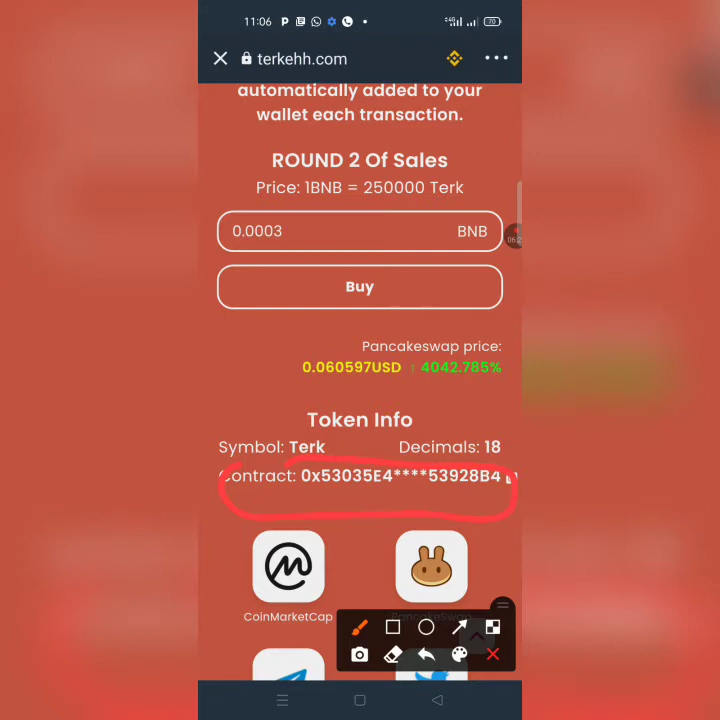 11:06
70
terkehh.com
automatically added to your
wallet each transaction.
ROUND 2 Of Sales
Price: 1BNB = 250000 Terk
0.0003 BNB
Buy
Pancakeswap price:
0.060597USD ↑ 4042.785%
Token Info
Symbol: Terk Decimals: 18
Contract: 0x53035E4****53928B4
CoinMarketCap PancakeSwap